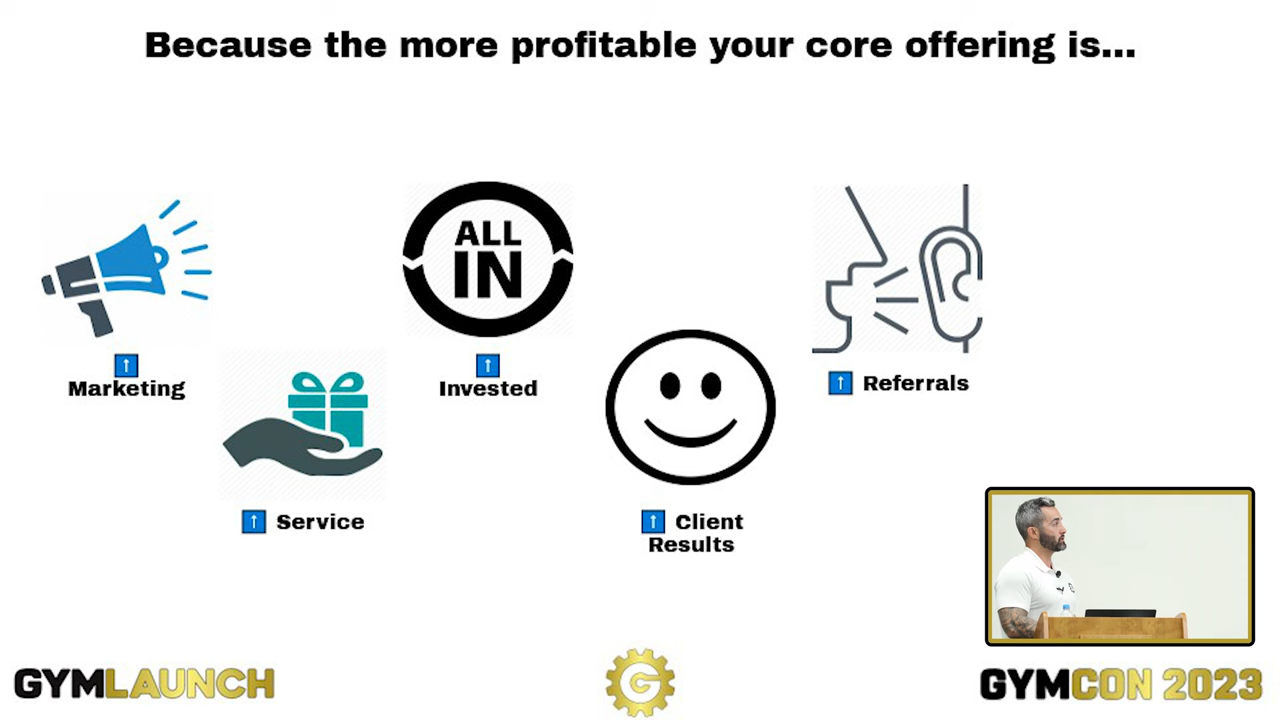 Because the more profitable your core offering is...
ALL
IN
↑
Marketing
↑
Invested
↑ Referrals
↑ Service
↑ Client
Results
GYMLAUNCH
G
GYMCON 2023